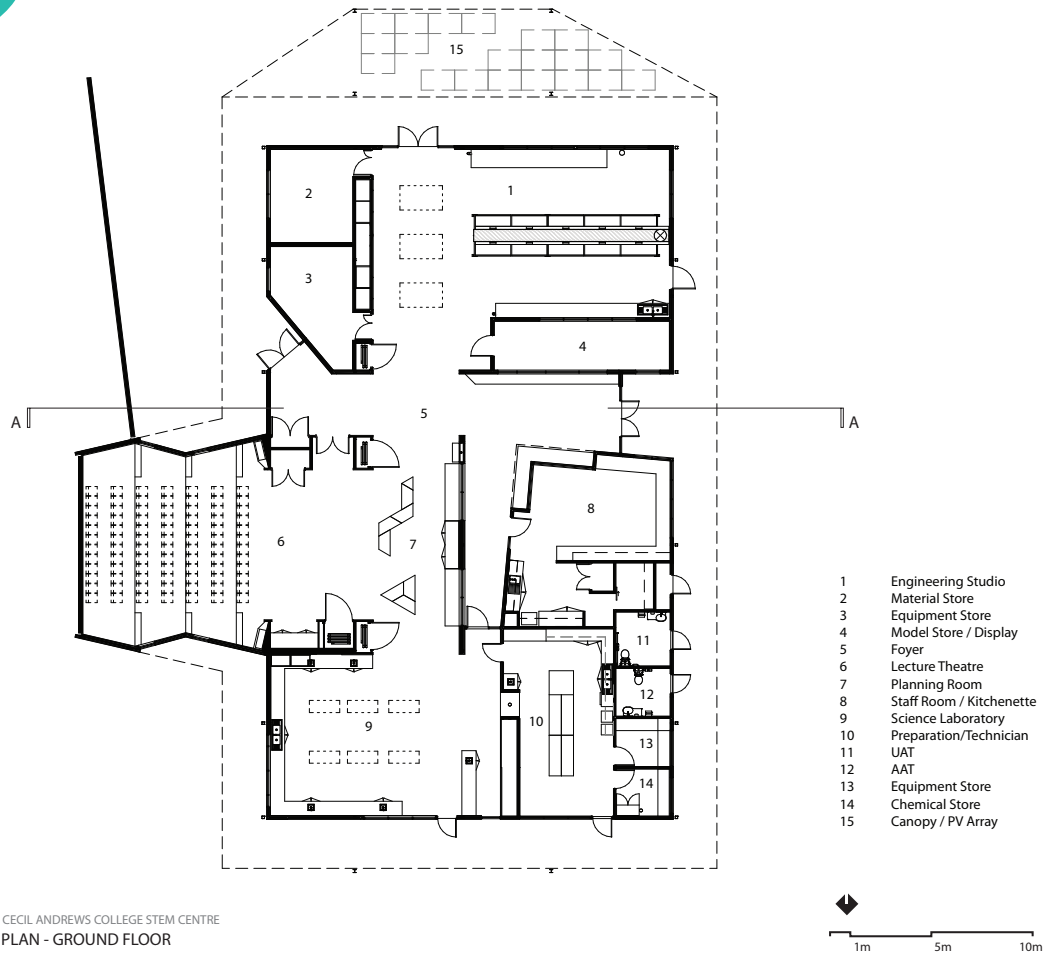 15
2
1
3
4
A
5
A
8
6
7
11
12
9
10
13
14
1 Engineering Studio
2 Material Store
3 Equipment Store
4 Model Store / Display
5 Foyer
6 Lecture Theatre
7 Planning Room
8 Staff Room / Kitchenette
9 Science Laboratory
10 Preparation/Technician
11 UAT
12 AAT
13 Equipment Store
14 Chemical Store
15 Canopy / PV Array
CECIL ANDREWS COLLEGE STEM CENTRE
PLAN - GROUND FLOOR
1m 5m 10m